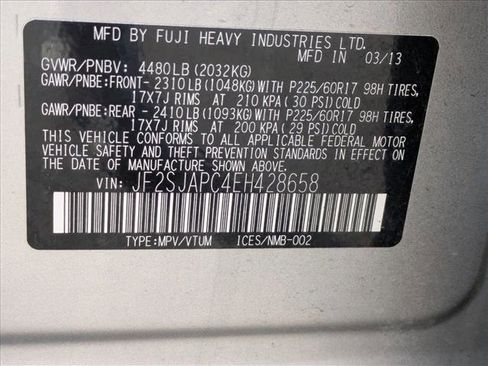 MFD BY FUJI HEAVY INDUSTRIES LTD.
MFD IN 03/13
GVWR/PNBV: 4480LB (2032KG)
GAWR/PNBE:FRONT-2310LB (1048KG)WITH P225/60R17 98H TIRES,
17X7J RIMS AT 210 KPA (30 PSI)COLD
GAWR/PNBE:REAR -2410LB (1093KG)WITH P225/60R17 98H TIRES,
17X7J RIMS AT 200 KPA (29 PSI)COLD
THIS VEHICLE CONFORMS TO ALL APPLICABLE FEDERAL MOTOR
VEHICLE SAFETY AND BUMPER STANDARDS IN EFFECT ON
THE DATE OF MANUFACTURE SHOWN ABOVE.
VIN: JF2SJAPC4EH428658
TYPE:MPV/VTUM ICES/NMB-002